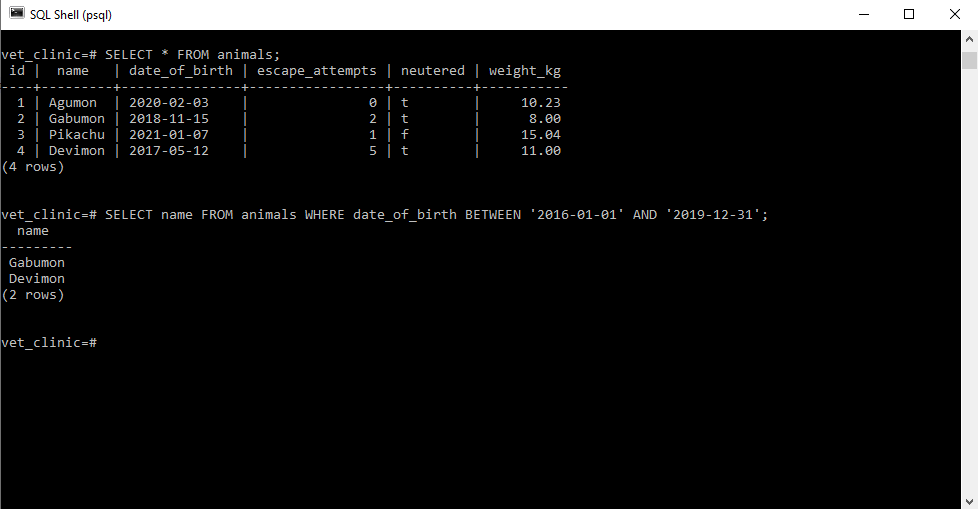 SQL Shell (psql)
vet_clinic=# SELECT * FROM animals;
 id |  name   | date_of_birth | escape_attempts | neutered | weight_kg
----+---------+---------------+-----------------+----------+-----------
  1 | Agumon  | 2020-02-03    |               0 | t        |     10.23
  2 | Gabumon | 2018-11-15    |               2 | t        |      8.00
  3 | Pikachu | 2021-01-07    |               1 | f        |     15.04
  4 | Devimon | 2017-05-12    |               5 | t        |     11.00
(4 rows)
vet_clinic=# SELECT name FROM animals WHERE date_of_birth BETWEEN '2016-01-01' AND '2019-12-31';
  name
---------
 Gabumon
 Devimon
(2 rows)
vet_clinic=#